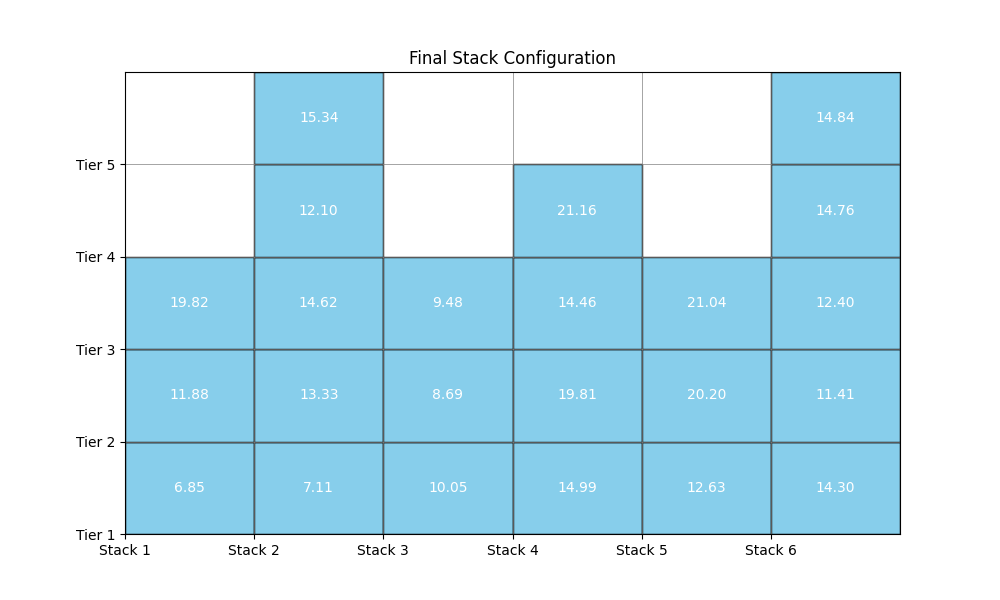 Final Stack Configuration
15.34 14.84
Tier 5
12.10 21.16 14.76
Tier 4
19.82 14.62 9.48 14.46 21.04 12.40
Tier 3
11.88 13.33 8.69 19.81 20.20 11.41
Tier 2
6.85 7.11 10.05 14.99 12.63 14.30
Tier 1
Stack 1 Stack 2 Stack 3 Stack 4 Stack 5 Stack 6